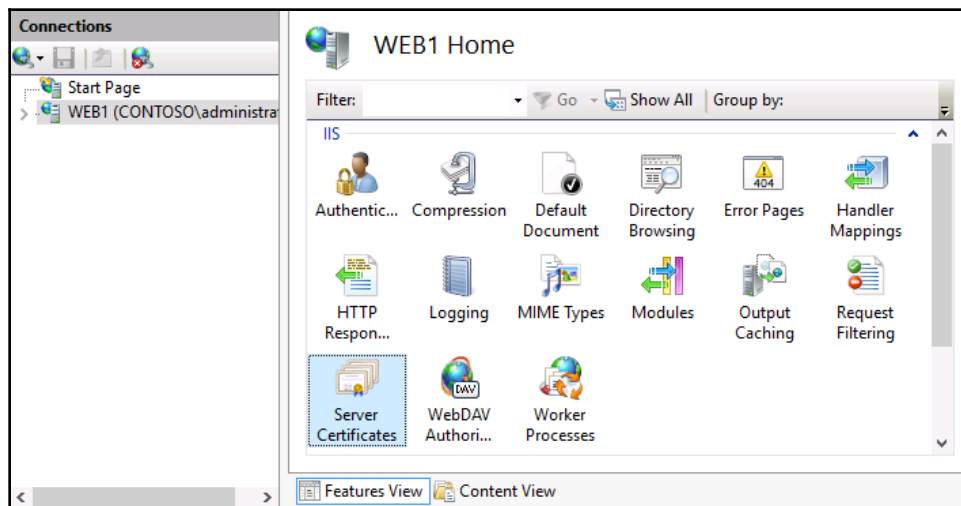 Connections
Start Page
WEB1 (CONTOSO\administra
WEB1 Home
Filter:
Go
Show All
Group by:
IIS
Authentic...
Compression
Default
Document
Directory
Browsing
404
Error Pages
Handler
Mappings
HTTP
Respon...
Logging
MIME Types
Modules
Output
Caching
Request
Filtering
Server
Certificates
DAV
WebDAV
Authori...
Worker
Processes
Features View
Content View